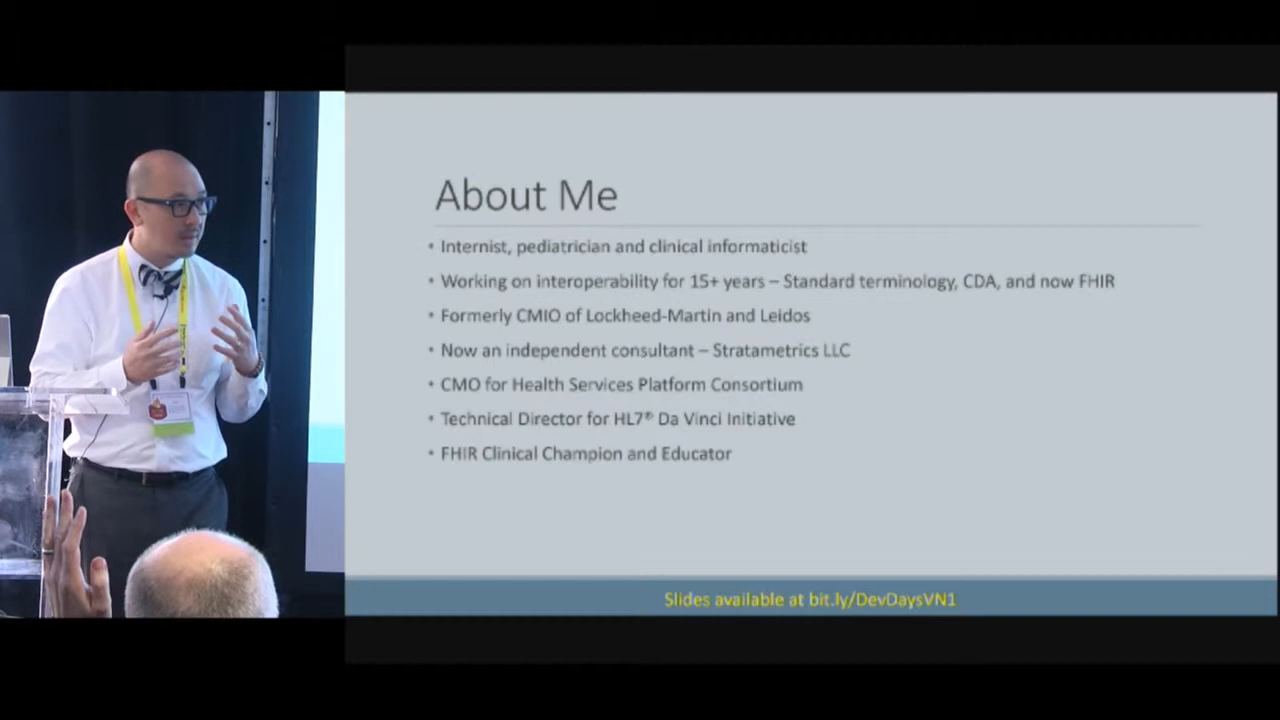 About Me
• Internist, pediatrician and clinical informaticist
• Working on interoperability for 15+ years – Standard terminology, CDA, and now FHIR
• Formerly CMIO of Lockheed-Martin and Leidos
• Now an independent consultant – Stratametrics LLC
• CMO for Health Services Platform Consortium
• Technical Director for HL7® Da Vinci Initiative
• FHIR Clinical Champion and Educator
Slides available at bit.ly/DevDaysVN1